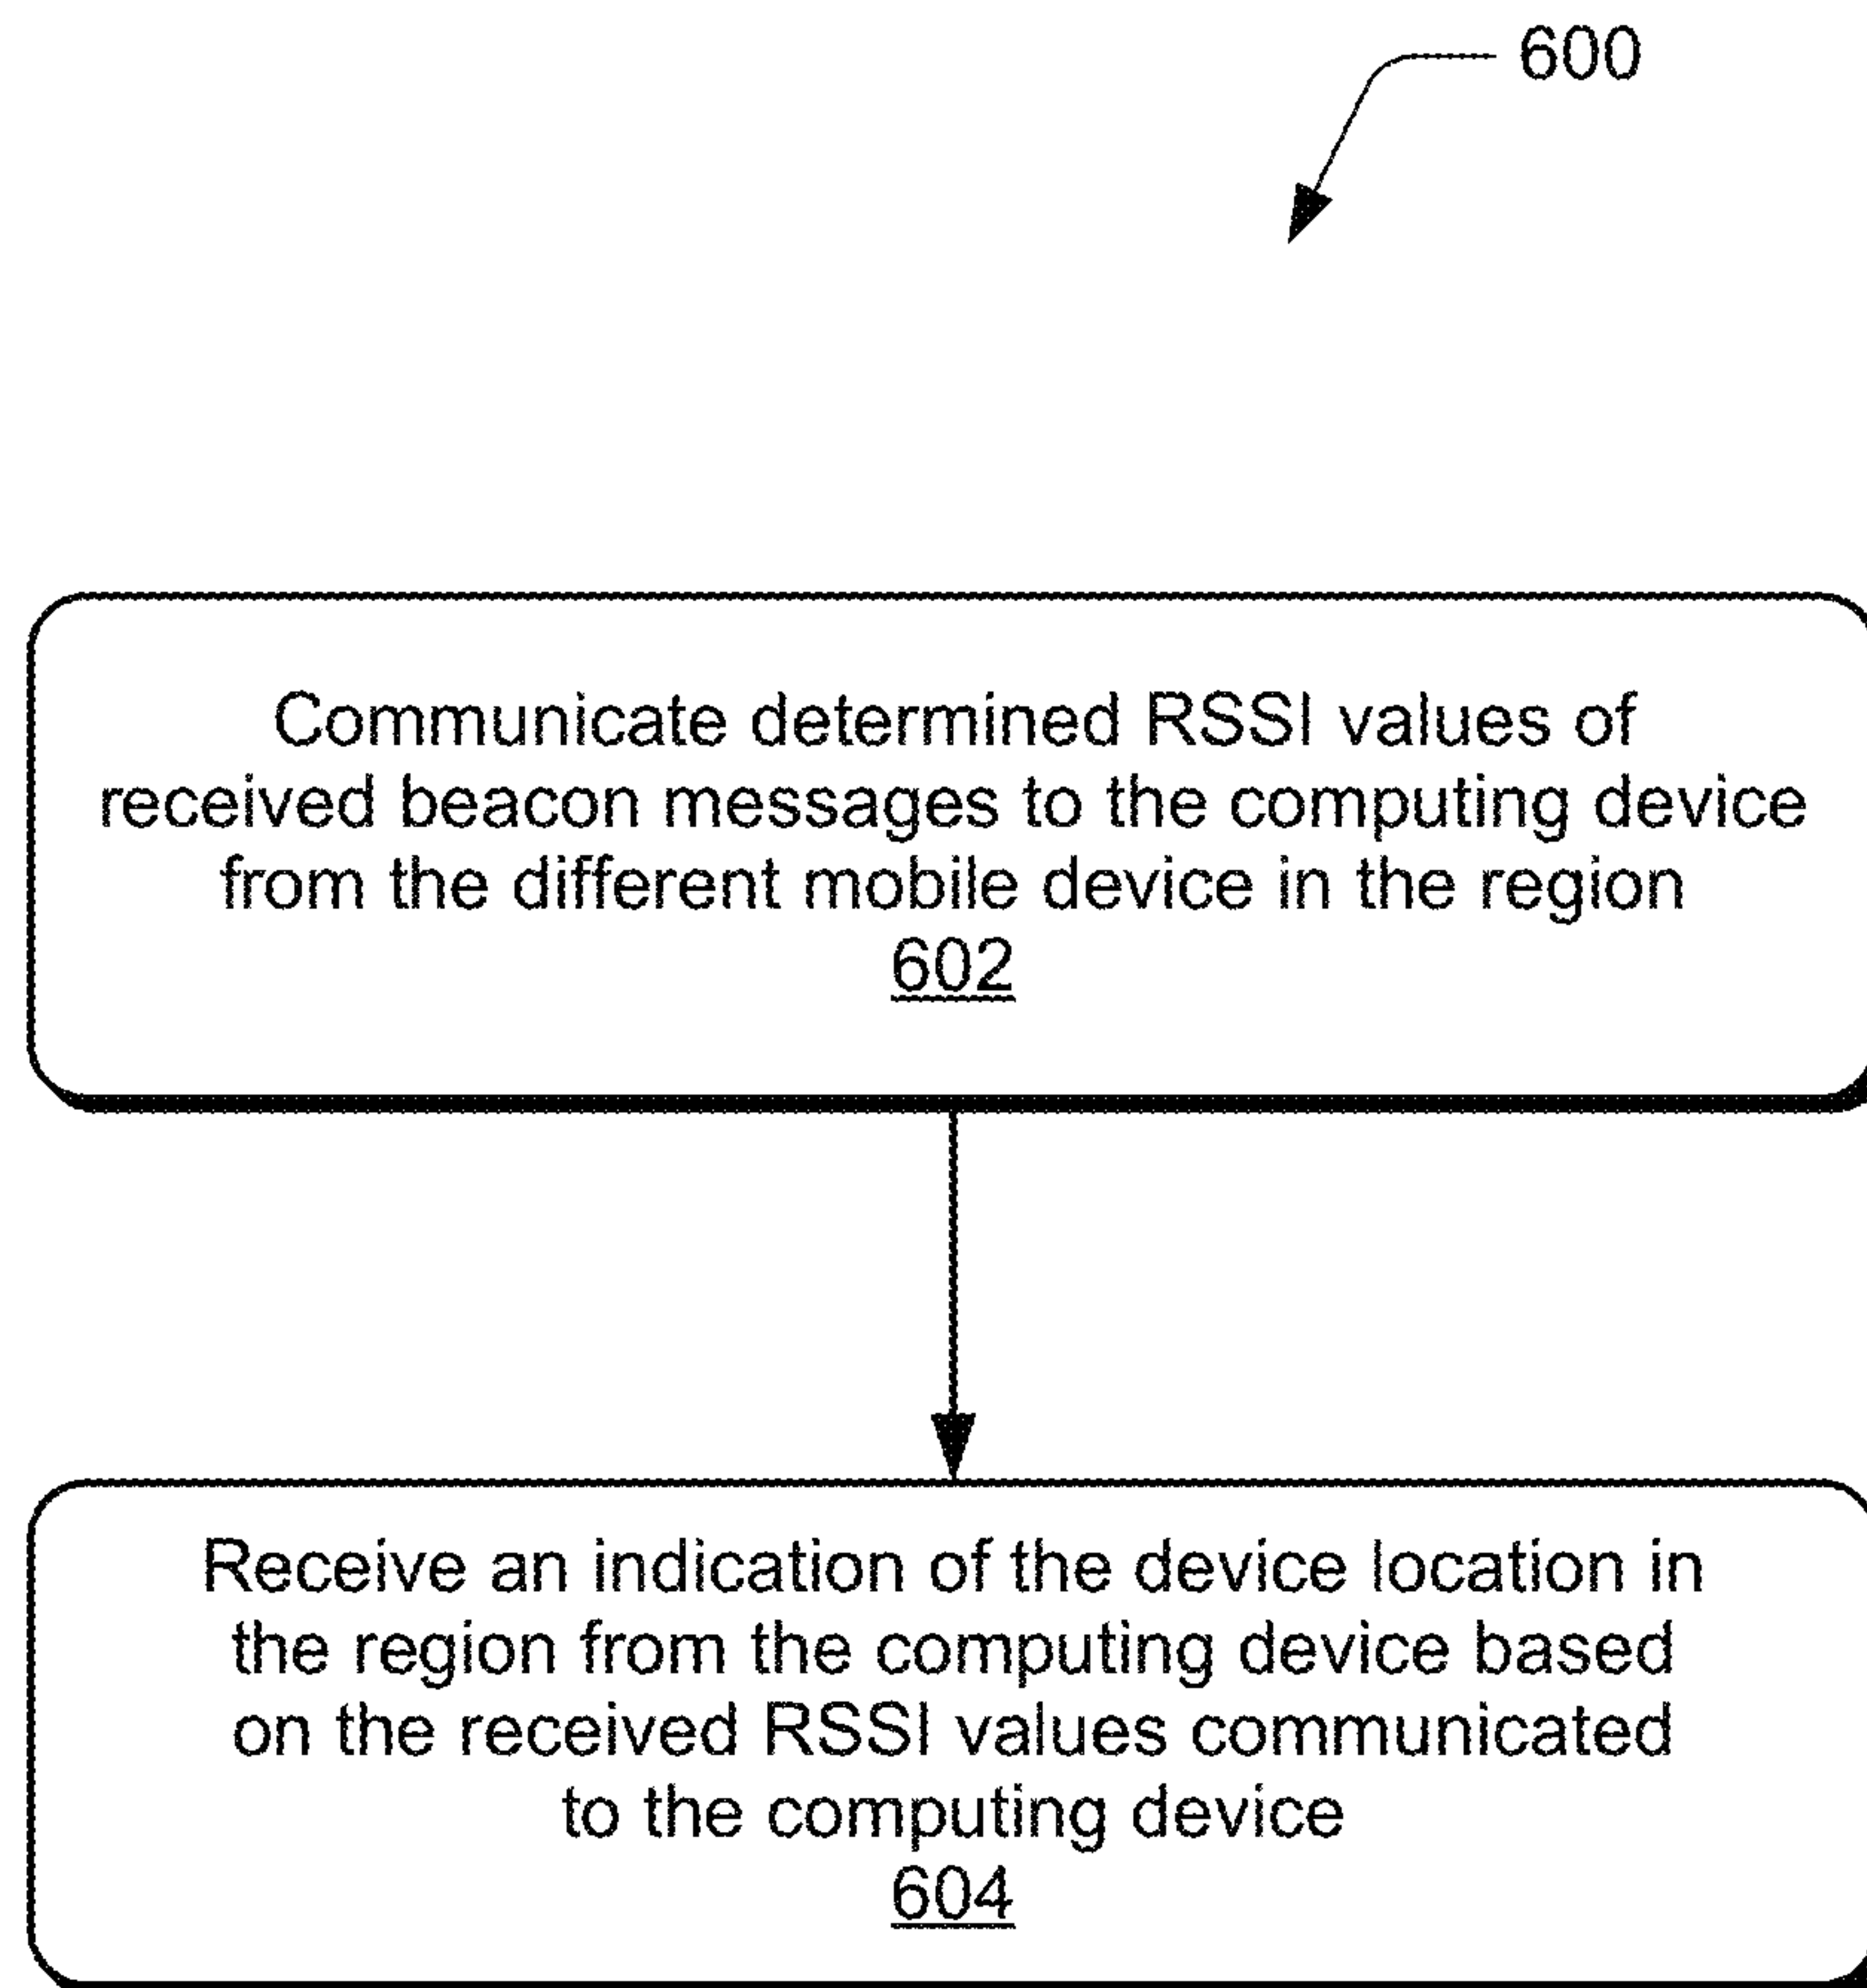 600
Communicate determined RSSI values of
received beacon messages to the computing device
from the different mobile device in the region
602
Receive an indication of the device location in
the region from the computing device based
on the received RSSI values communicated
to the computing device
604